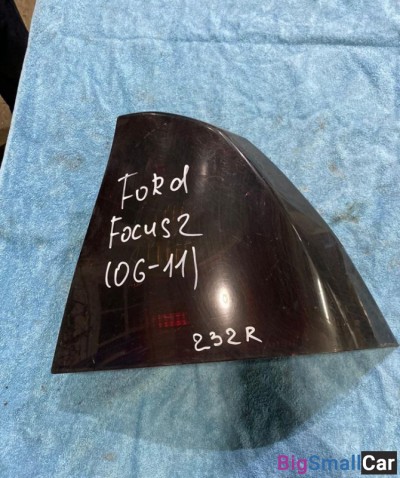 Ford
Focus2
(06-11)
232R
BigSmallCar